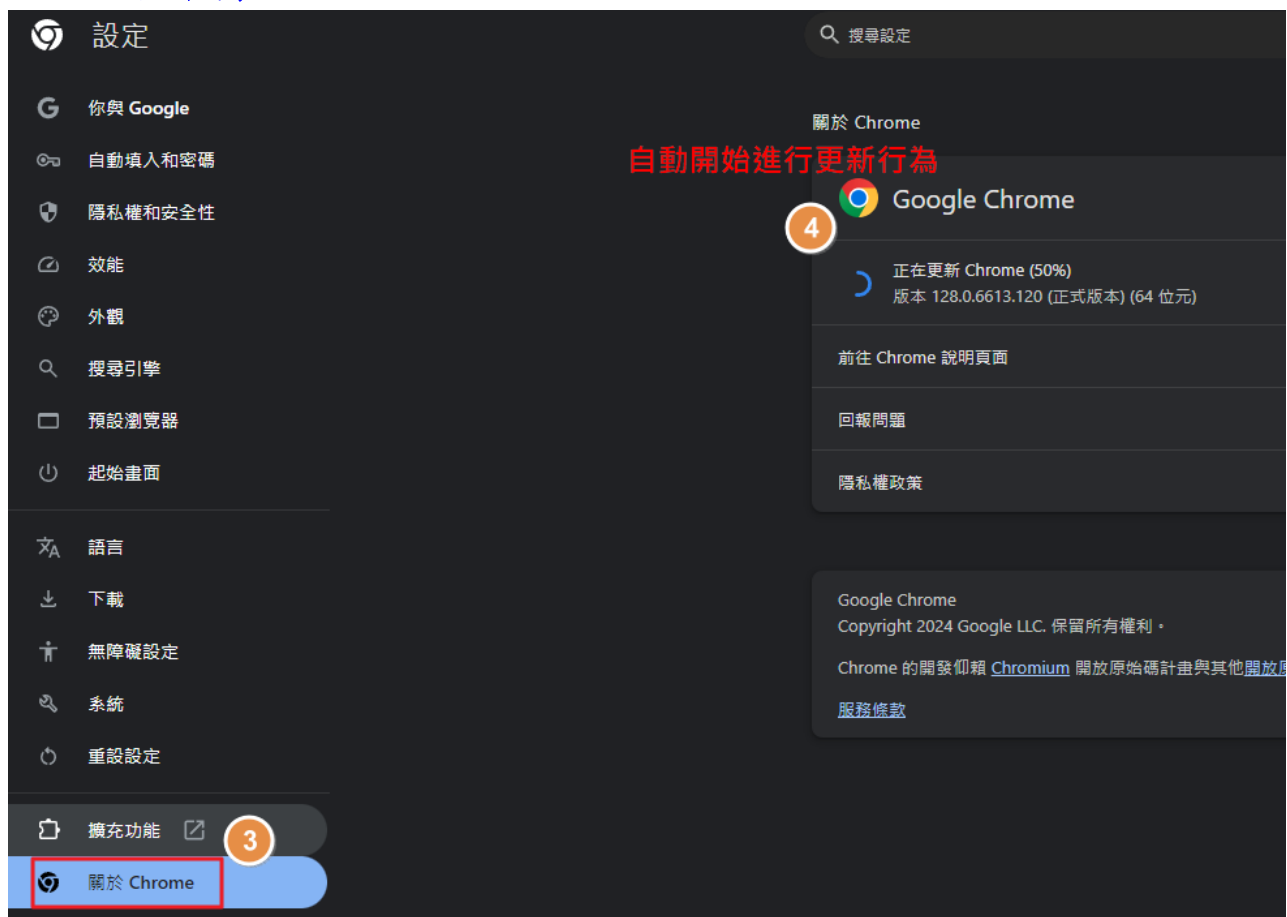 設定
搜尋設定
你與 Google
自動填入和密碼
隱私權和安全性
效能
外觀
搜尋引擎
預設瀏覽器
起始畫面
語言
下載
無障礙設定
系統
重設設定
擴充功能
3
關於 Chrome
關於 Chrome
自動開始進行更新行為
Google Chrome
4
正在更新 Chrome (50%)
版本 128.0.6613.120 (正式版本) (64 位元)
前往 Chrome 說明頁面
回報問題
隱私權政策
Google Chrome
Copyright 2024 Google LLC. 保留所有權利。
Chrome 的開發仰賴 Chromium 開放原始碼計畫與其他開放
服務條款